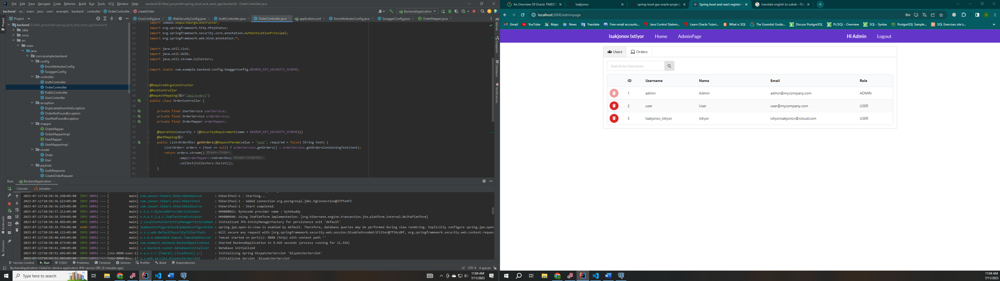 File Edit View Navigate Code Refactor Build Run Tools VCS Window Help backend [E:\Real_proyectlar\spring_boot_and_react_app\backend] - OrderController.java
backend src main java com example backend controller OrderController createOrder
BackendApplication
Project
CorsConfig.java WebSecurityConfig.java AuthController.java OrderController.java application.yml ErrorAttributesConfig.java SwaggerConfig.java OrderMapper.java
backend E:\Real_proyectlar\spring_boot_and_react_app\backend
.idea
.mvn
src
main
java
com.example.backend
config
ErrorAttributesConfig
SwaggerConfig
controller
AuthController
OrderController
PublicController
UserController
exception
DuplicatedUserInfoException
OrderNotFoundException
UserNotFoundException
mapper
OrderMapper
OrderMapperImpl
UserMapper
UserMapperImpl
model
Order
User
payload
AuthResponse
CreateOrderRequest
14 import lombok.RequiredArgsConstructor;
15 import org.springframework.http.HttpStatus;
16 import org.springframework.security.core.annotation.AuthenticationPrincipal;
17 import org.springframework.web.bind.annotation.*;
18
19 import java.util.List;
20 import java.util.UUID;
21 import java.util.stream.Collectors;
22
23 import static com.example.backend.config.SwaggerConfig.BEARER_KEY_SECURITY_SCHEME;
24
25
26 @RequiredArgsConstructor
27 @RestController
28 @RequestMapping("/api/orders")
29 public class OrderController {
30
31 private final UserService userService;
32 private final OrderService orderService;
33 private final OrderMapper orderMapper;
34
35 @Operation(security = {@SecurityRequirement(name = BEARER_KEY_SECURITY_SCHEME)})
36 @GetMapping
37 public List<OrderDto> getOrders(@RequestParam(value = "text", required = false) String text) {
38 List<Order> orders = (text == null) ? orderService.getOrders() : orderService.getOrdersContainingText(text);
39 return orders.stream() Stream<Order>
40 .map(orderMapper::toOrderDto) Stream<OrderDto>
41 .collect(Collectors.toList());
42 }
43
Project
Bookmarks
Structure
Maven
Endpoints
Database
Notifications
Run: BackendApplication
Console Actuator
2023-07-11T10:58:36.298+05:00 INFO 10052 --- [ main] com.zaxxer.hikari.HikariDataSource : HikariPool-1 - Starting...
2023-07-11T10:58:36.623+05:00 INFO 10052 --- [ main] com.zaxxer.hikari.pool.HikariPool : HikariPool-1 - Added connection org.postgresql.jdbc.PgConnection@37ffe4f3
2023-07-11T10:58:36.625+05:00 INFO 10052 --- [ main] com.zaxxer.hikari.HikariDataSource : HikariPool-1 - Start completed.
2023-07-11T10:58:37.211+05:00 INFO 10052 --- [ main] o.h.b.i.BytecodeProviderInitiator : HHH000021: Bytecode provider name : bytebuddy
2023-07-11T10:58:38.559+05:00 INFO 10052 --- [ main] o.h.e.t.j.p.i.JtaPlatformInitiator : HHH000490: Using JtaPlatform implementation: [org.hibernate.engine.transaction.jta.platform.internal.NoJtaPlatform]
2023-07-11T10:58:38.885+05:00 INFO 10052 --- [ main] j.LocalContainerEntityManagerFactoryBean : Initialized JPA EntityManagerFactory for persistence unit 'default'
2023-07-11T10:58:39.755+05:00 WARN 10052 --- [ main] JpaBaseConfiguration$JpaWebConfiguration : spring.jpa.open-in-view is enabled by default. Therefore, database queries may be performed during view rendering. Explicitly configure spring.jpa.open
2023-07-11T10:58:40.121+05:00 INFO 10052 --- [ main] o.s.s.web.DefaultSecurityFilterChain : Will secure any request with [org.springframework.security.web.session.DisableEncodeUrlFilter@7f36cd8f, org.springframework.security.web.context.request
2023-07-11T10:58:40.645+05:00 INFO 10052 --- [ main] o.s.b.w.embedded.tomcat.TomcatWebServer : Tomcat started on port(s): 8080 (http) with context path ''
2023-07-11T10:58:40.673+05:00 INFO 10052 --- [ main] com.example.backend.BackendApplication : Started BackendApplication in 9.426 seconds (process running for 11.324)
2023-07-11T10:58:41.190+05:00 INFO 10052 --- [ main] c.e.backend.runner.DatabaseInitializer : Database initialized
2023-07-11T10:58:52.601+05:00 INFO 10052 --- [nio-8080-exec-1] o.a.c.c.C.[Tomcat].[localhost].[/] : Initializing Spring DispatcherServlet 'dispatcherServlet'
2023-07-11T10:58:52.603+05:00 INFO 10052 --- [nio-8080-exec-1] o.s.web.servlet.DispatcherServlet : Initializing Servlet 'dispatcherServlet'
Version Control Run TODO Problems Terminal Services Profiler Build Dependencies
BackendApplication: Failed to retrieve application JMX service URL (6 minutes ago) LF UTF-8 4 spaces
Type here to search
11:04 AM
7/11/2023
An Overview Of Oracle TIMEST Isakjonov spring-boot-jpa-oracle-project Spring boot and react register translate english to uzbek - Пои
localhost:3000/adminpage
Gmail YouTube Maps News Translate Free email accounts... Java Control Statem... Learn Oracle Tutori... What is SQL The Essential Guide... Discuss PostgreSQL PL/SQL - Overview SQL - Syntax PostgreSQL Sample... SQL Exercises site's...
Isakjonov Ixtiyor Home AdminPage Hi Admin Logout
Users Orders
Search by Username
ID Username Name Email Role
1 admin Admin admin@mycompany.com ADMIN
2 user User user@mycompany.com USER
3 Isakjonov_Ixtiyor Ixtiyor ixtiyorisakjonov@icloud.com USER
11:04 AM
7/11/2023